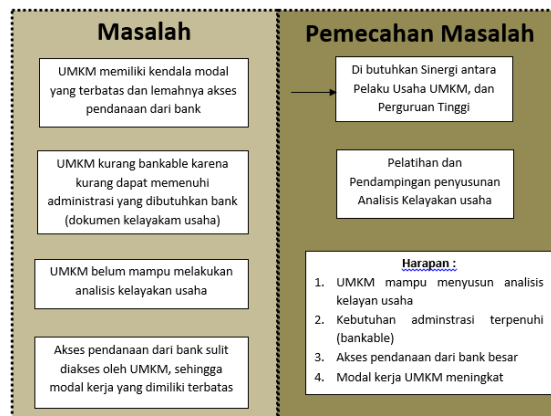 Masalah
UMKM memiliki kendala modal
yang terbatas dan lemahnya akses
pendanaan dari bank
UMKM kurang bankable karena
kurang dapat memenuhi
administrasi yang dibutuhkan bank
(dokumen kelayakam usaha)
UMKM belum mampu melakukan
analisis kelayakan usaha
Akses pendanaan dari bank sulit
diakses oleh UMKM, sehingga
modal kerja yang dimiliki terbatas
Pemecahan Masalah
Di butuhkan Sinergi antara
Pelaku Usaha UMKM, dan
Perguruan Tinggi
Pelatihan dan
Pendampingan penyusunan
Analisis Kelayakan usaha
Harapan :
1. UMKM mampu menyusun analisis
kelayan usaha
2. Kebutuhan adminstrasi terpenuhi
(bankable)
3. Akses pendanaan dari bank besar
4. Modal kerja UMKM meningkat